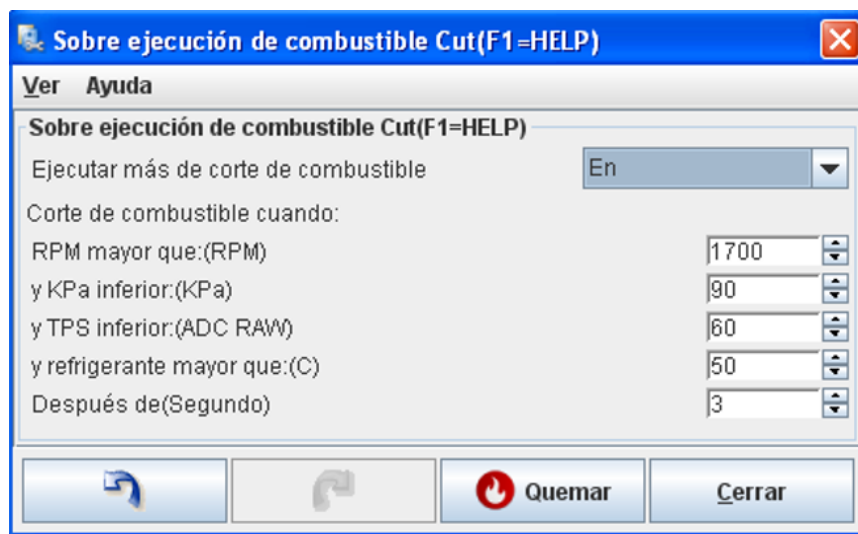 Sobre ejecución de combustible Cut(F1=HELP)
Ver Ayuda
Sobre ejecución de combustible Cut(F1=HELP)
Ejecutar más de corte de combustible En
Corte de combustible cuando:
RPM mayor que:(RPM) 1700
y KPa inferior:(KPa) 90
y TPS inferior:(ADC RAW) 60
y refrigerante mayor que:(C) 50
Después de(Segundo) 3
Quemar Cerrar